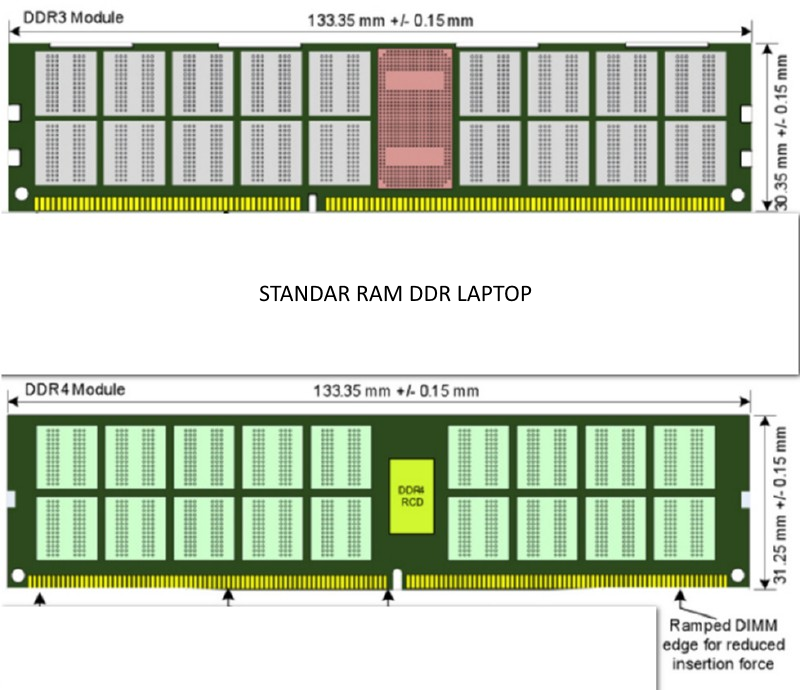 DDR3 Module
133.35 mm +/- 0.15 mm
30.35 mm +/- 0.15 mm
STANDAR RAM DDR LAPTOP
DDR4 Module
133.35 mm +/- 0.15 mm
DDR4
RCD
31.25 mm +/- 0.15 mm
Ramped DIMM
edge for reduced
insertion force